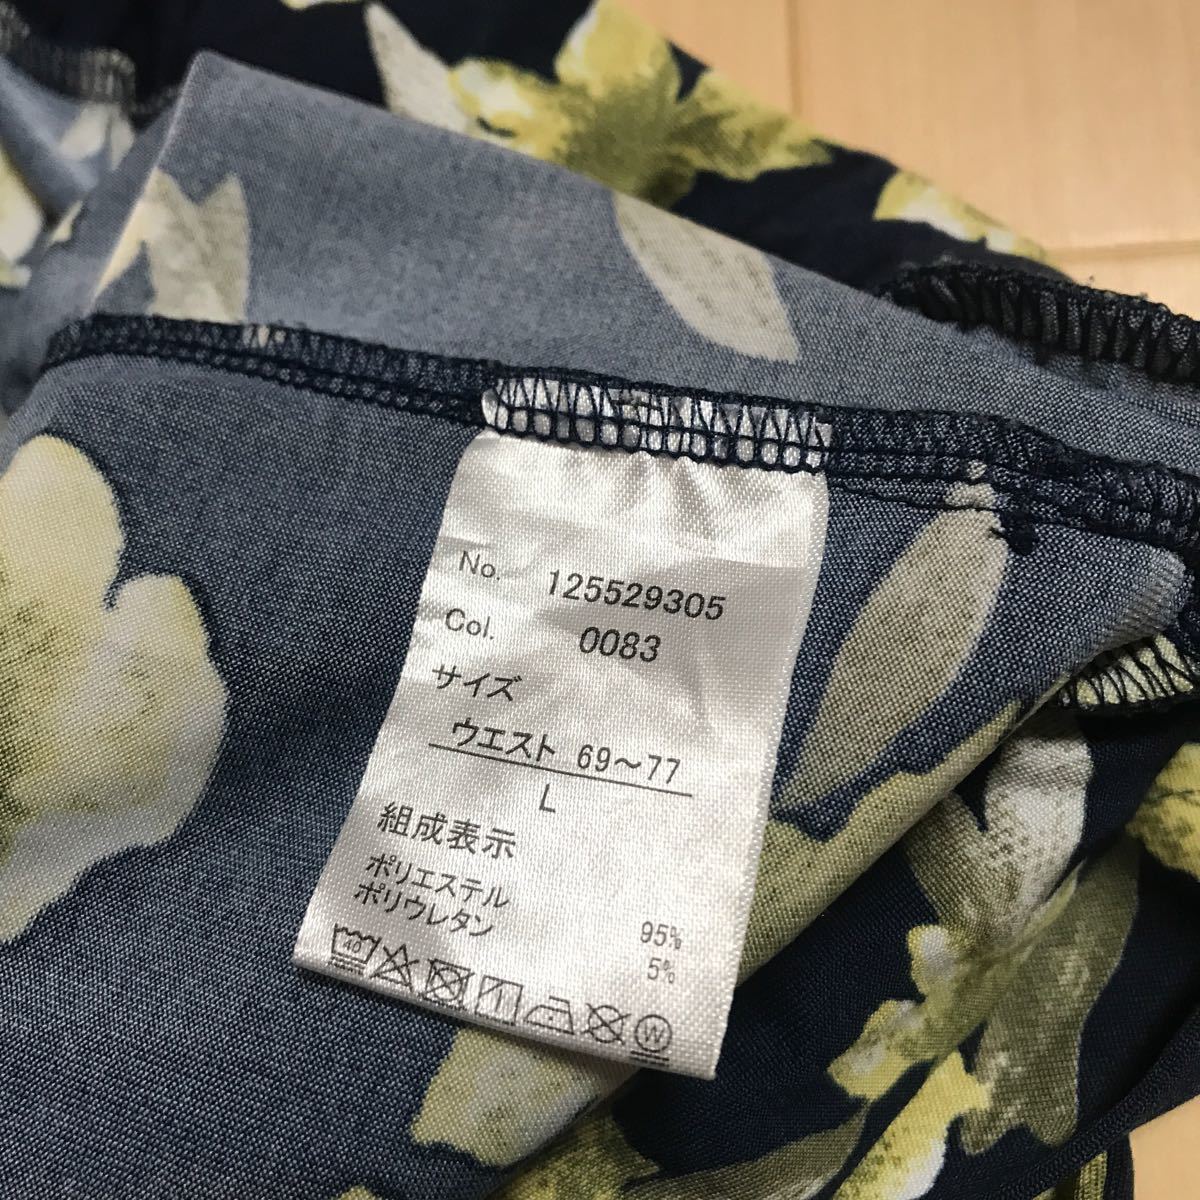 No. 125529305
Col. 0083
サイズ
ウエスト 69～77
L
組成表示
ポリエステル 95%
ポリウレタン 5%
40
W